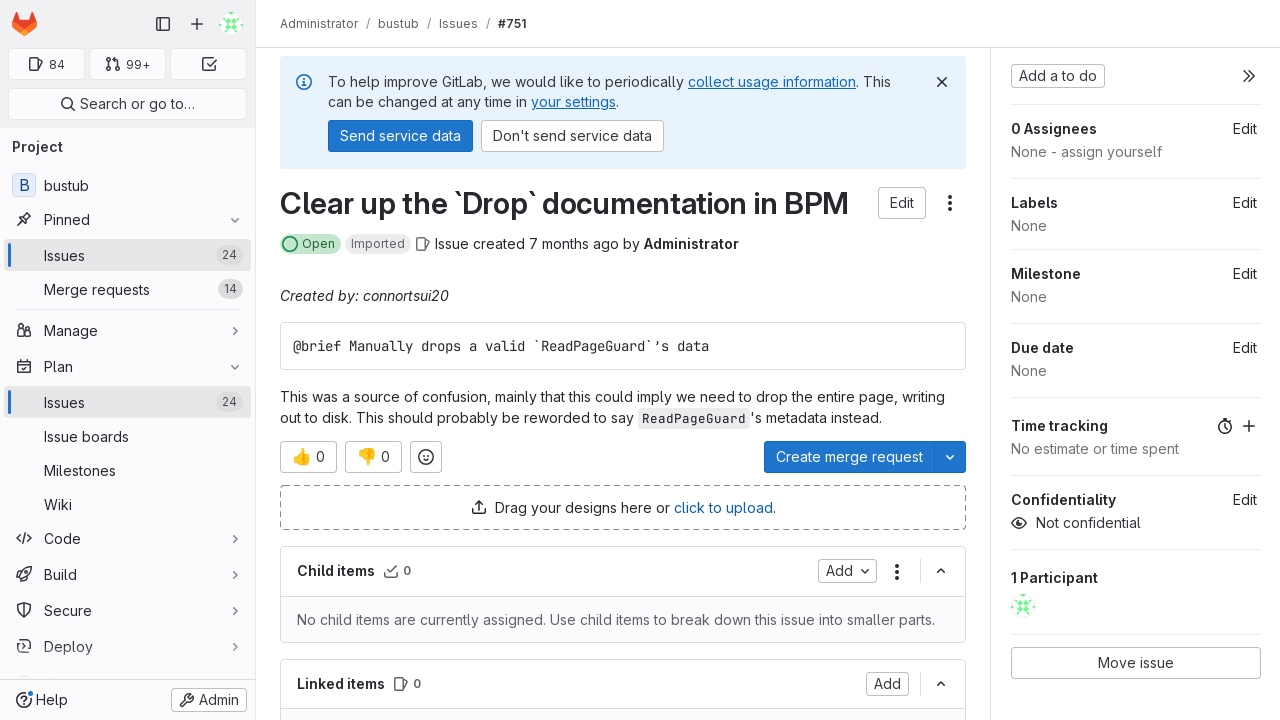 Administrator / bustub / Issues / #751
84
99+
Search or go to…
Project
B bustub
Pinned
Issues 24
Merge requests 14
Manage
Plan
Issues 24
Issue boards
Milestones
Wiki
Code
Build
Secure
Deploy
Help
Admin
To help improve GitLab, we would like to periodically collect usage information. This
can be changed at any time in your settings.
Send service data
Don't send service data
Clear up the `Drop` documentation in BPM
Edit
Open
Imported
Issue created 7 months ago by Administrator
Created by: connortsui20
@brief Manually drops a valid `ReadPageGuard`'s data
This was a source of confusion, mainly that this could imply we need to drop the entire page, writing
out to disk. This should probably be reworded to say ReadPageGuard's metadata instead.
👍 0
👎 0
Create merge request
Drag your designs here or click to upload.
Child items 0
Add
No child items are currently assigned. Use child items to break down this issue into smaller parts.
Linked items 0
Add
Add a to do
0 Assignees Edit
None - assign yourself
Labels Edit
None
Milestone Edit
None
Due date Edit
None
Time tracking
No estimate or time spent
Confidentiality Edit
Not confidential
1 Participant
Move issue